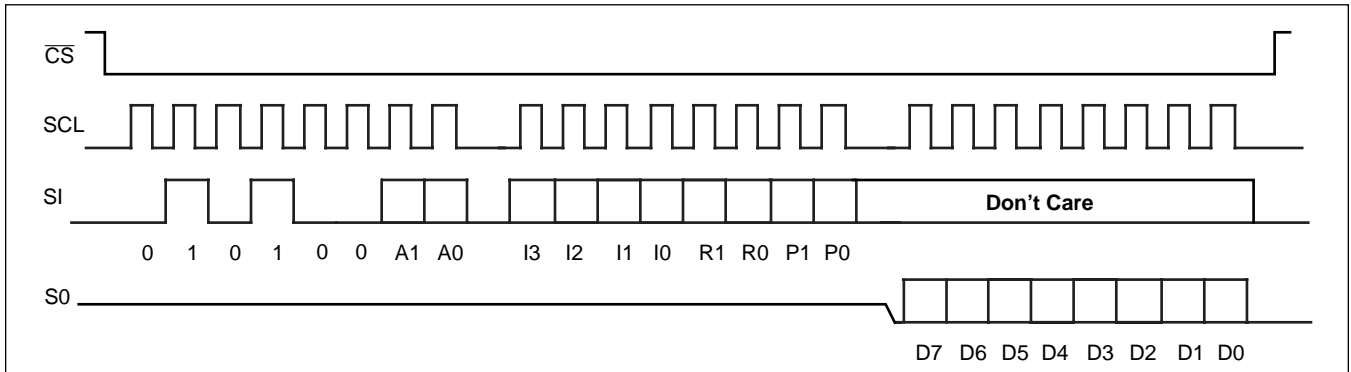 CS
SCL
SI
Don't Care
0 1 0 1 0 0 A1 A0 I3 I2 I1 I0 R1 R0 P1 P0
S0
D7 D6 D5 D4 D3 D2 D1 D0